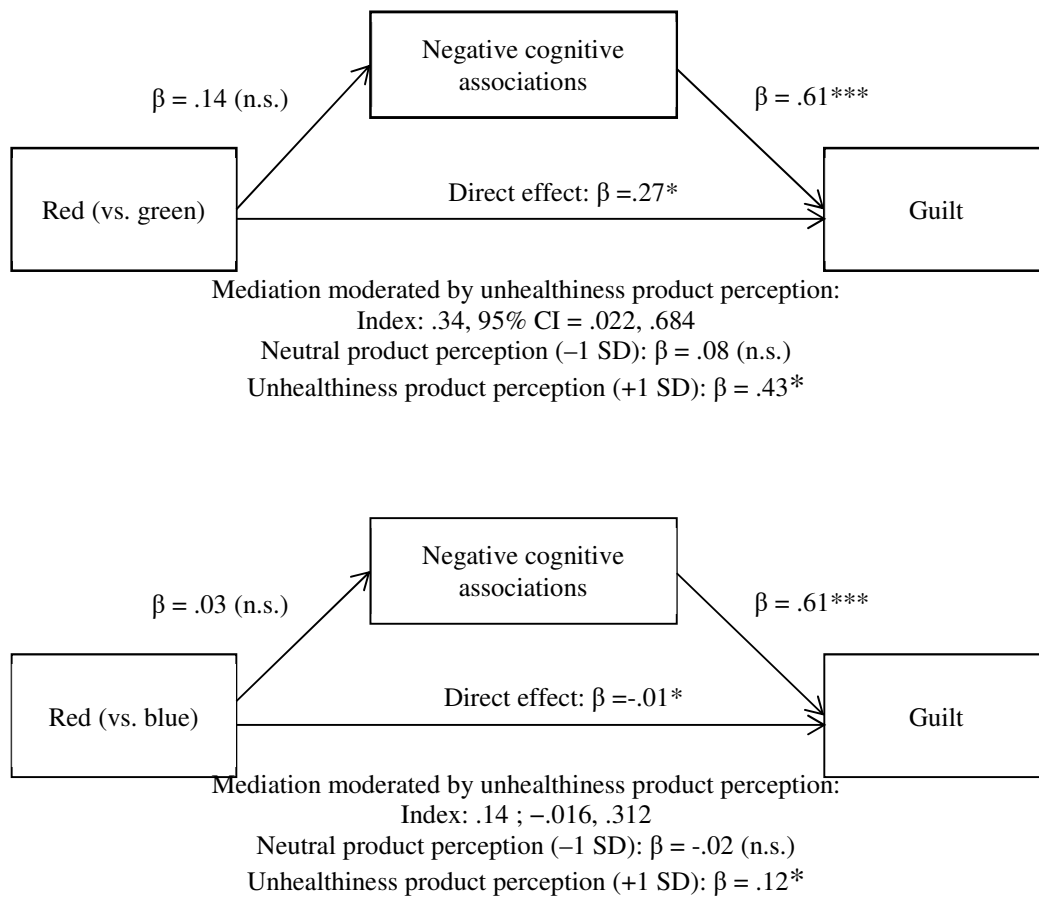 Negative cognitive
associations
β = .14 (n.s.)
β = .61***
Red (vs. green)
Direct effect: β =.27*
Guilt
Mediation moderated by unhealthiness product perception:
Index: .34, 95% CI = .022, .684
Neutral product perception (–1 SD): β = .08 (n.s.)
Unhealthiness product perception (+1 SD): β = .43*
Negative cognitive
associations
β = .03 (n.s.)
β = .61***
Red (vs. blue)
Direct effect: β =-.01*
Guilt
Mediation moderated by unhealthiness product perception:
Index: .14 ; −.016, .312
Neutral product perception (–1 SD): β = -.02 (n.s.)
Unhealthiness product perception (+1 SD): β = .12*